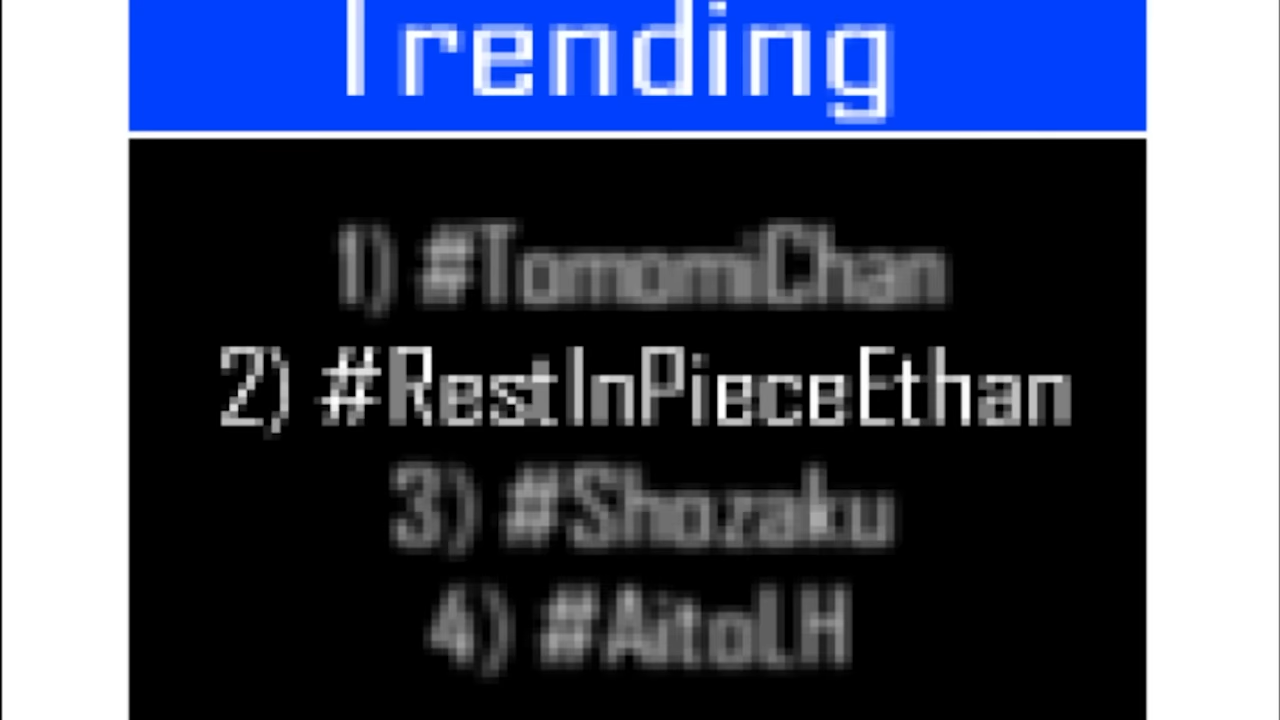 Trending
1) #TomomiChan
2) #RestInPieceEthan
3) #Shozaku
4) #AitoLH